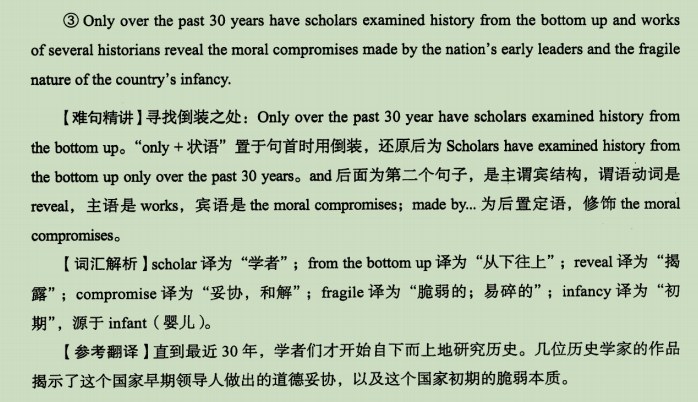 ③ Only over the past 30 years have scholars examined history from the bottom up and works
of several historians reveal the moral compromises made by the nation's early leaders and the fragile
nature of the country's infancy.
【难句精讲】寻找倒装之处：Only over the past 30 year have scholars examined history from
the bottom up。“only + 状语”置于句首时用倒装，还原后为 Scholars have examined history from
the bottom up only over the past 30 years。and 后面为第二个句子，是主谓宾结构，谓语动词是
reveal，主语是 works，宾语是 the moral compromises；made by... 为后置定语，修饰 the moral
compromises。
【词汇解析】scholar 译为“学者”；from the bottom up 译为“从下往上”；reveal 译为“揭
露”；compromise 译为“妥协，和解”；fragile 译为“脆弱的；易碎的”；infancy 译为“初
期”，源于 infant（婴儿）。
【参考翻译】直到最近 30 年，学者们才开始自下而上地研究历史。几位历史学家的作品
揭示了这个国家早期领导人做出的道德妥协，以及这个国家初期的脆弱本质。